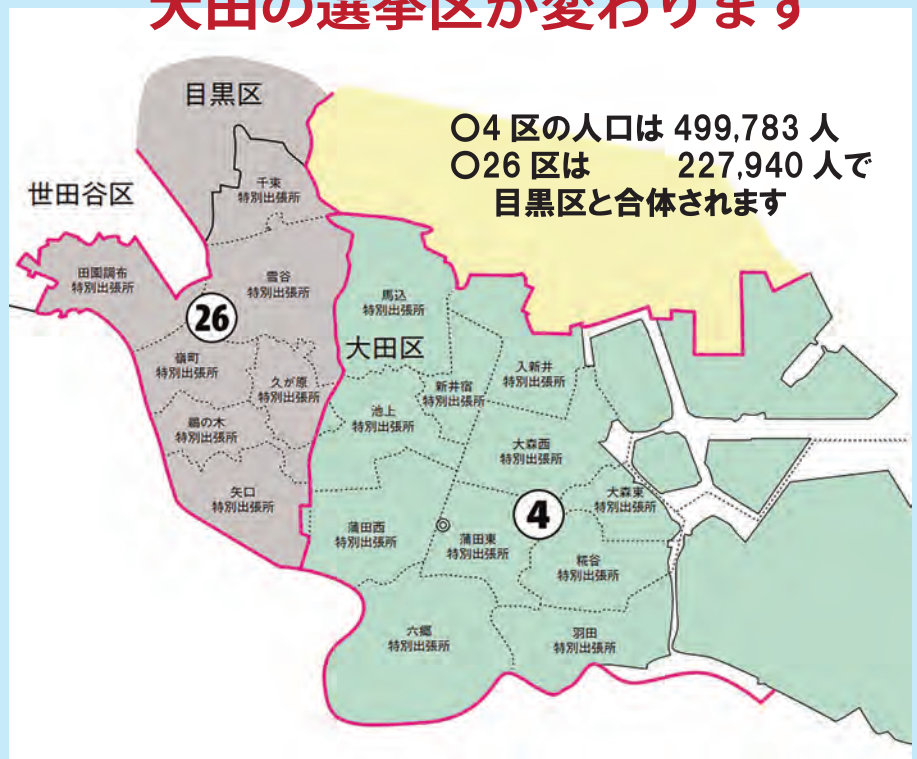 大田の選挙区が変わります
目黒区
〇4 区の人口は 499,783 人
〇26 区は 227,940 人で
目黒区と合体されます
世田谷区
千束
特別出張所
田園調布
特別出張所
雪谷
特別出張所
馬込
特別出張所
26
大田区
嶺町
特別出張所
久が原
特別出張所
新井宿
特別出張所
入新井
特別出張所
鵜の木
特別出張所
池上
特別出張所
大森西
特別出張所
矢口
特別出張所
大森東
特別出張所
4
蒲田西
特別出張所
蒲田東
特別出張所
糀谷
特別出張所
六郷
特別出張所
羽田
特別出張所